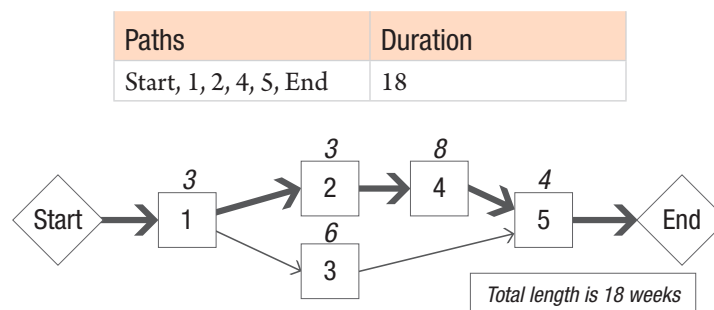 Paths Duration
Start, 1, 2, 4, 5, End 18
3 8
3 2 4 4
Start 1 6 5 End
3
Total length is 18 weeks